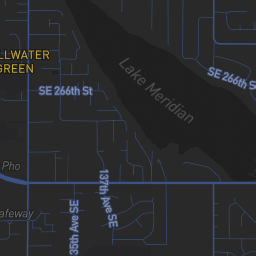 LLWATER
GREEN
Lake Meridian
SE 266th St
SE 266th St
Pho
137th Ave SE
35th Ave SE
afeway